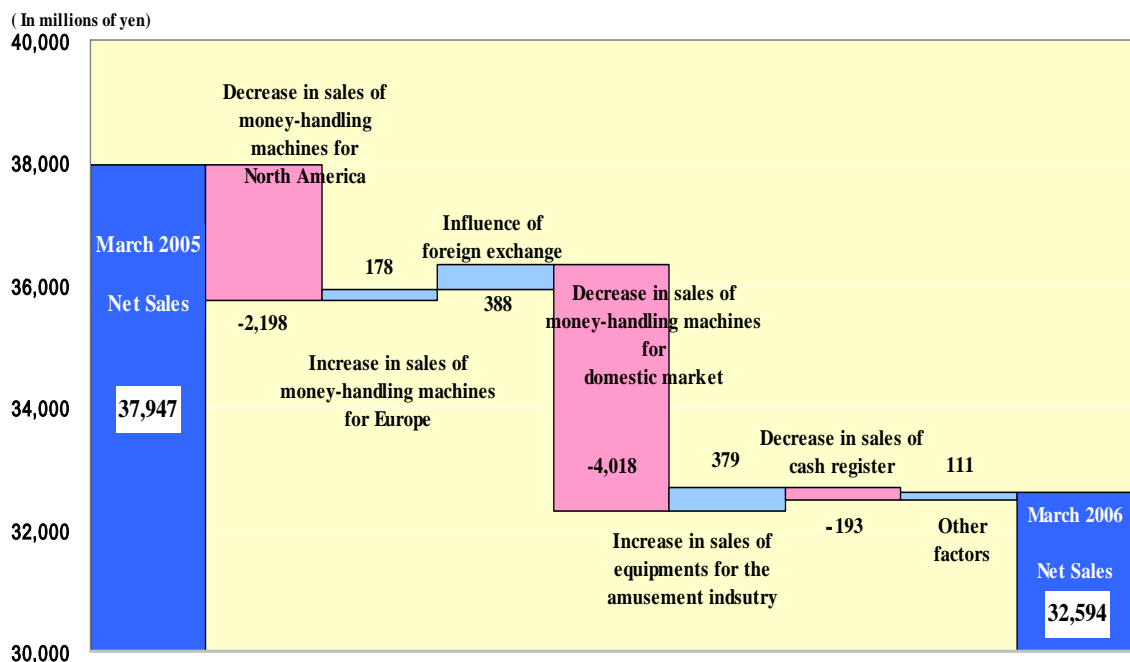 ( In millions of yen)
40,000
38,000
36,000
34,000
32,000
30,000
March 2005
Net Sales
37,947
Decrease in sales of
money-handling
machines for
North America
-2,198
178
Increase in sales of
money-handling machines
for Europe
Influence of
foreign exchange
388
Decrease in sales of
money-handling machines
for
domestic market
-4,018
379
Increase in sales of
equipments for the
amusement indsutry
Decrease in sales of
cash register
-193
111
Other
factors
March 2006
Net Sales
32,594